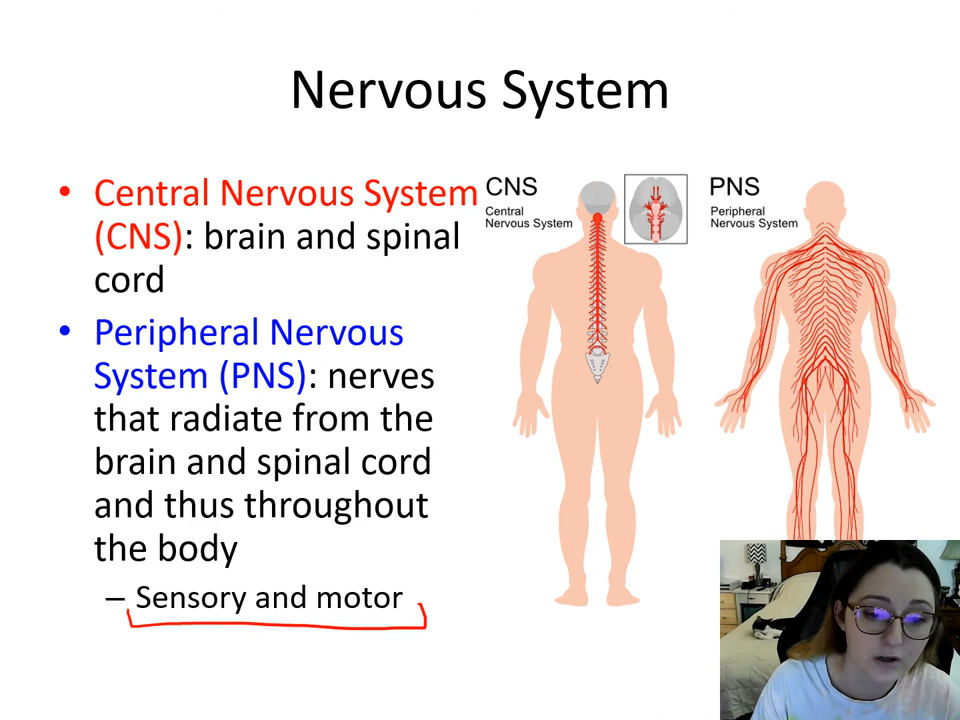 Nervous System
• Central Nervous System
(CNS): brain and spinal
cord
• Peripheral Nervous
System (PNS): nerves
that radiate from the
brain and spinal cord
and thus throughout
the body
– Sensory and motor
CNS
Central
Nervous System
PNS
Peripheral
Nervous System